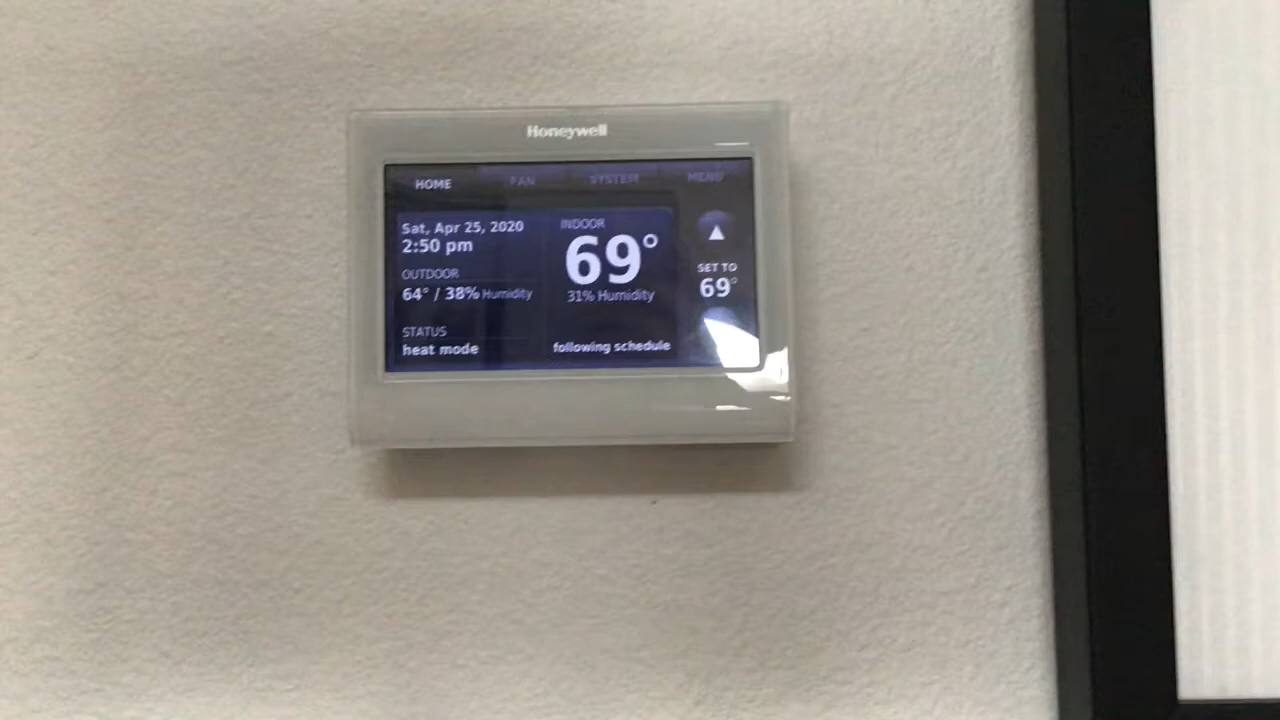 Honeywell
HOME FAN SYSTEM MENU
Sat, Apr 25, 2020
2:50 pm
OUTDOOR
64° / 38% Humidity
STATUS
heat mode
INDOOR
69°
31% Humidity
following schedule
SET TO
69°